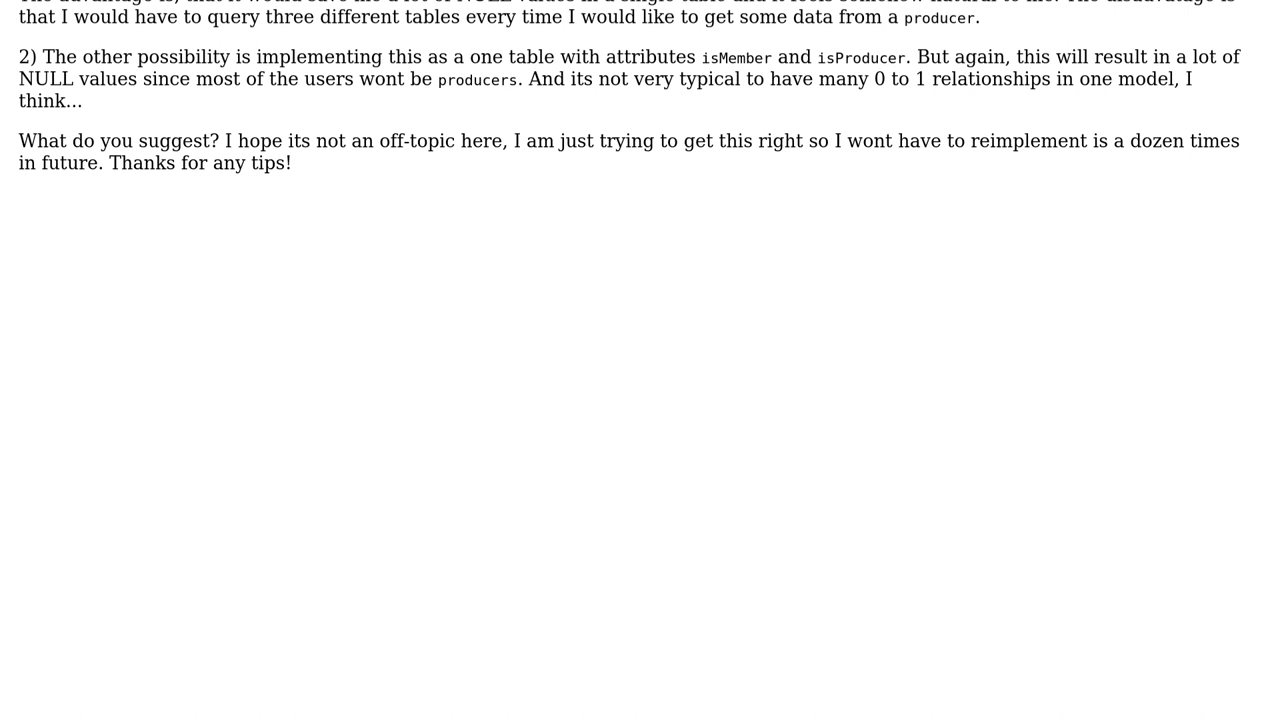 that I would have to query three different tables every time I would like to get some data from a producer.
2) The other possibility is implementing this as a one table with attributes isMember and isProducer. But again, this will result in a lot of
NULL values since most of the users wont be producers. And its not very typical to have many 0 to 1 relationships in one model, I
think...
What do you suggest? I hope its not an off-topic here, I am just trying to get this right so I wont have to reimplement is a dozen times
in future. Thanks for any tips!